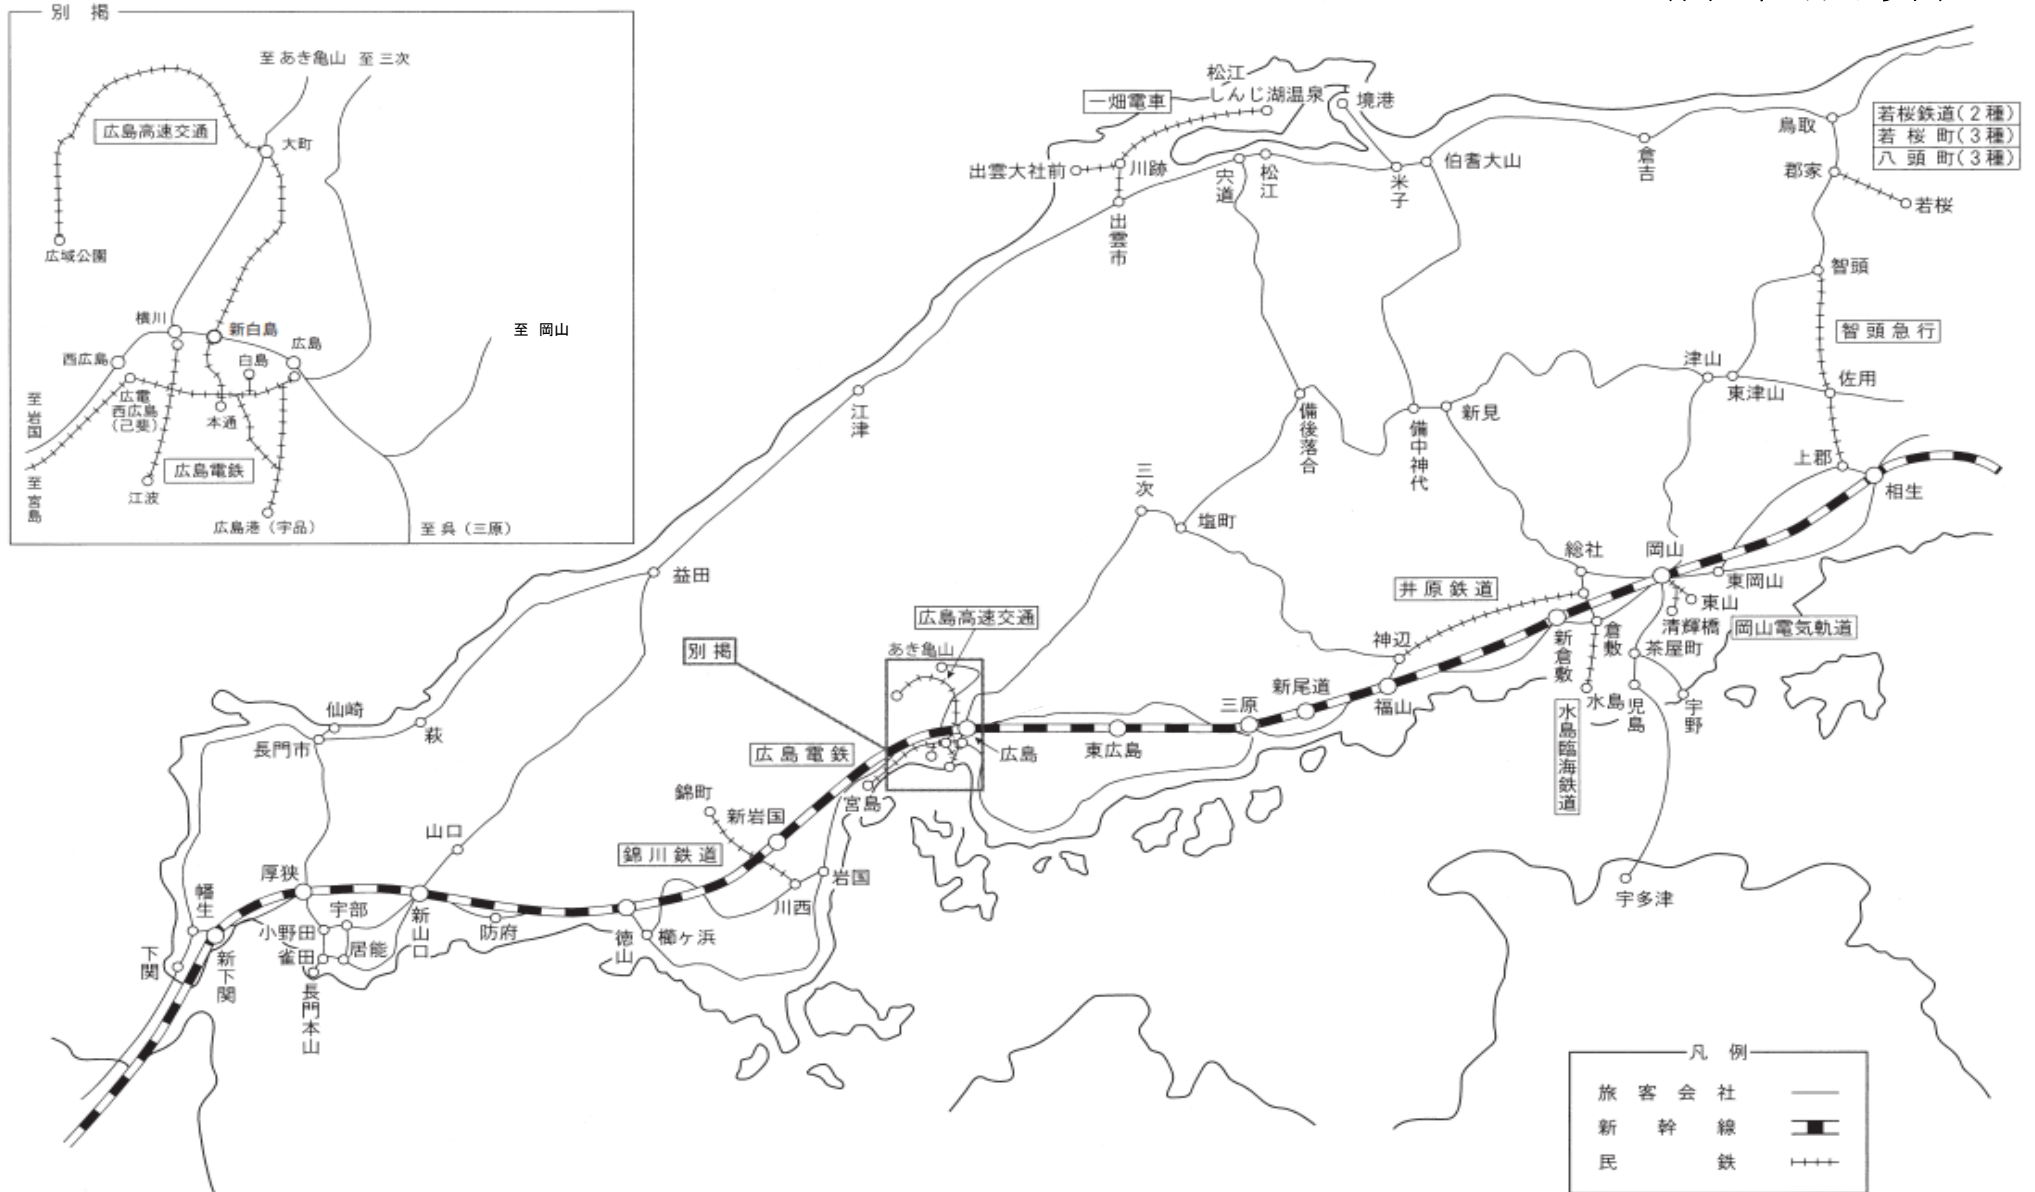 別 掲
至 あき亀山 至 三次
広島高速交通
大町
広域公園
横川
新白島
広島
西広島
白島
至 岡山
広電
西広島
(己斐)
本通
至岩国
広島電鉄
至宮島
江波
広島港 (宇品)
至 呉 (三原)
松江
しんじ湖温泉
一畑電車
境港
出雲大社前
川跡
宍道
松江
米子
伯耆大山
倉吉
鳥取
若桜鉄道(2種)
若 桜 町(3種)
八 頭 町(3種)
郡家
若桜
出雲市
智頭
智頭急行
津山
東津山
佐用
江津
備後落合
備中神代
新見
上郡
相生
三次
塩町
益田
総社
岡山
東岡山
井原鉄道
東山
清輝橋
岡山電気軌道
神辺
新倉敷
倉敷
茶屋町
広島高速交通
別 掲
あき亀山
新尾道
三原
福山
水島
児島
宇野
水島臨海鉄道
仙崎
長門市
萩
広島電鉄
広島
東広島
宮島
錦町
新岩国
山口
錦川鉄道
岩国
川西
厚狭
幡生
宇部
小野田
新山口
防府
徳山
櫛ヶ浜
居能
雀田
下関
新下関
長門本山
宇多津
凡 例
旅客会社
新幹線
民鉄